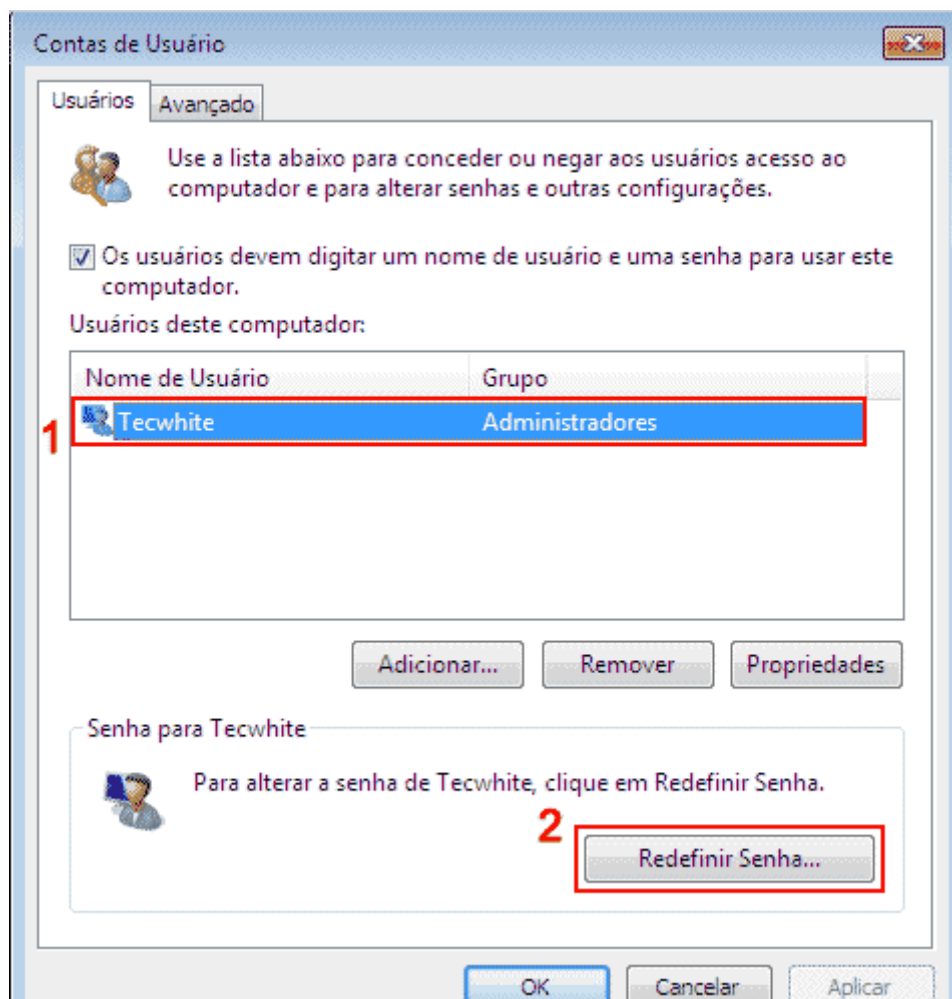 Contas de Usuário
Usuários
Avançado
Use a lista abaixo para conceder ou negar aos usuários acesso ao
computador e para alterar senhas e outras configurações.
Os usuários devem digitar um nome de usuário e uma senha para usar este
computador.
Usuários deste computador:
Nome de Usuário Grupo
1 Tecwhite Administradores
Adicionar... Remover Propriedades
Senha para Tecwhite
Para alterar a senha de Tecwhite, clique em Redefinir Senha.
2
Redefinir Senha...
OK Cancelar Aplicar